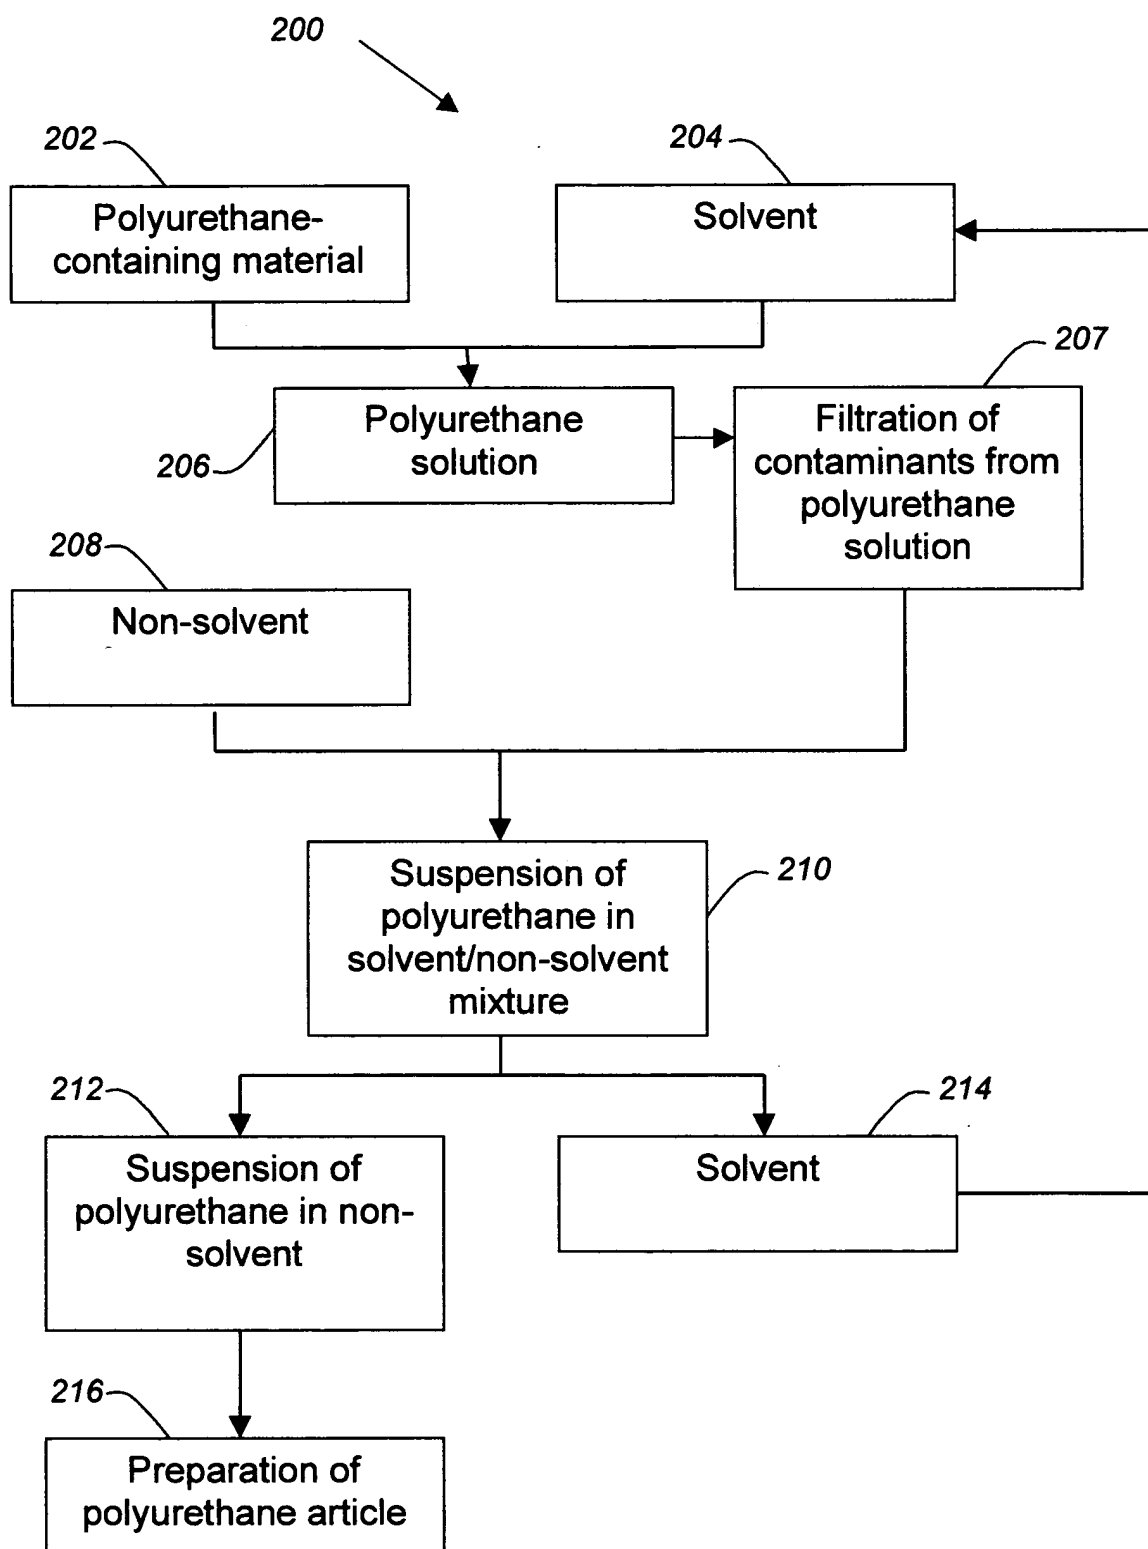 200
202
204
Polyurethane-
containing material
Solvent
207
206
Polyurethane
solution
Filtration of
contaminants from
polyurethane
solution
208
Non-solvent
210
Suspension of
polyurethane in
solvent/non-solvent
mixture
212
214
Suspension of
polyurethane in non-
solvent
Solvent
216
Preparation of
polyurethane article